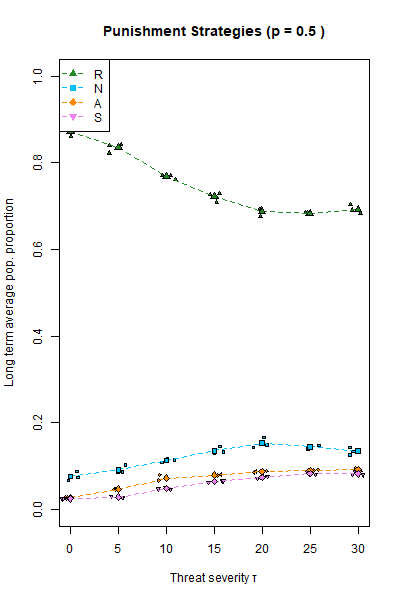 Punishment Strategies (p = 0.5 )
R
N
A
S
Long term average pop. proportion
1.0
0.8
0.6
0.4
0.2
0.0
0 5 10 15 20 25 30
Threat severity τ